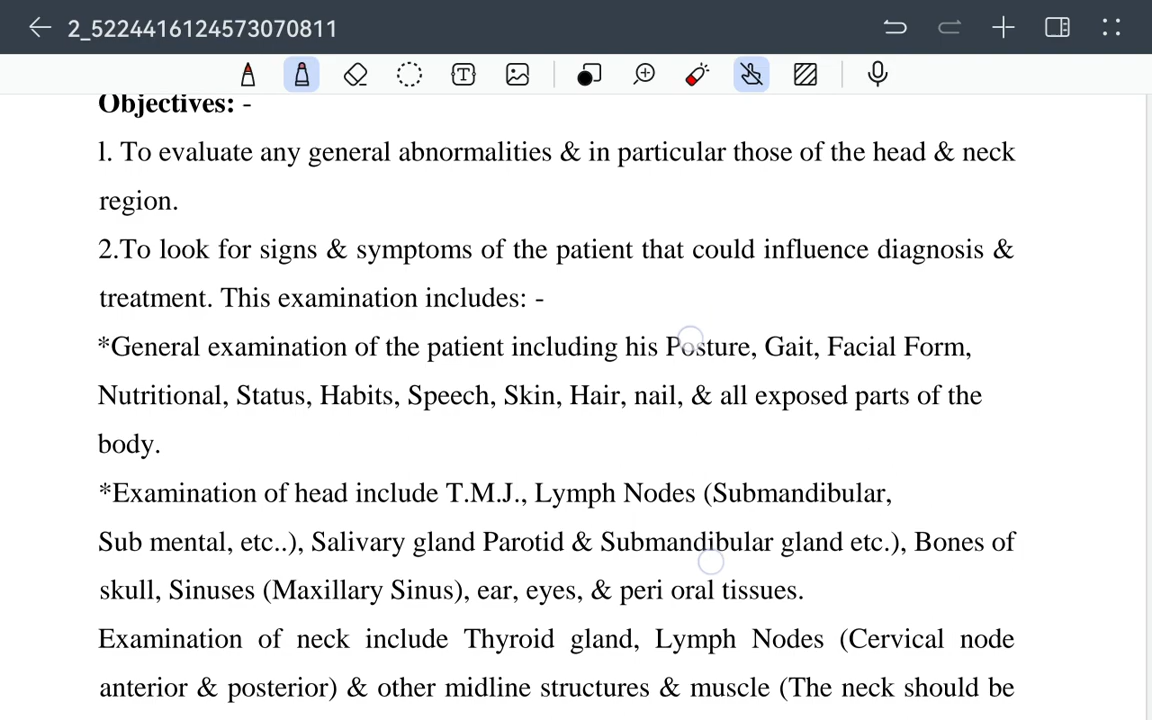 2_5224416124573070811
Objectives: -
l. To evaluate any general abnormalities & in particular those of the head & neck
region.
2.To look for signs & symptoms of the patient that could influence diagnosis &
treatment. This examination includes: -
*General examination of the patient including his Posture, Gait, Facial Form,
Nutritional, Status, Habits, Speech, Skin, Hair, nail, & all exposed parts of the
body.
*Examination of head include T.M.J., Lymph Nodes (Submandibular,
Sub mental, etc..), Salivary gland Parotid & Submandibular gland etc.), Bones of
skull, Sinuses (Maxillary Sinus), ear, eyes, & peri oral tissues.
Examination of neck include Thyroid gland, Lymph Nodes (Cervical node
anterior & posterior) & other midline structures & muscle (The neck should be